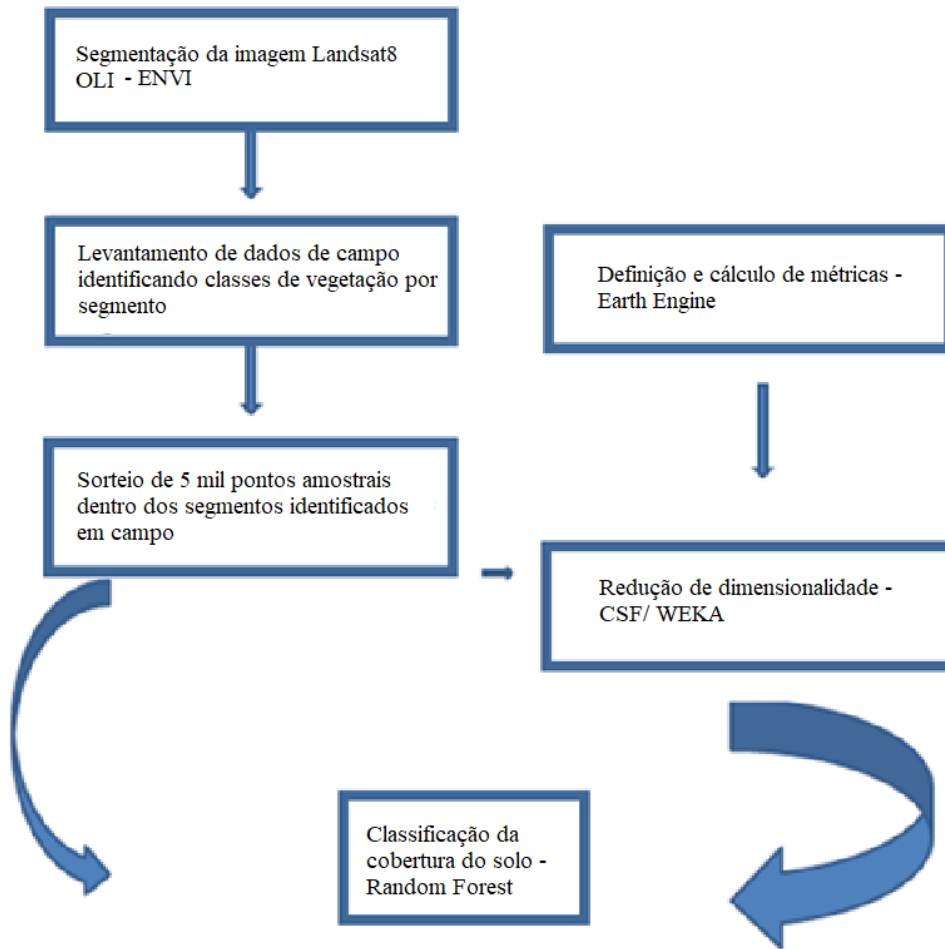 Segmentação da imagem Landsat8
OLI - ENVI
Levantamento de dados de campo
identificando classes de vegetação por
segmento
Definição e cálculo de métricas -
Earth Engine
Sorteio de 5 mil pontos amostrais
dentro dos segmentos identificados
em campo
Redução de dimensionalidade -
CSF/ WEKA
Classificação da
cobertura do solo -
Random Forest